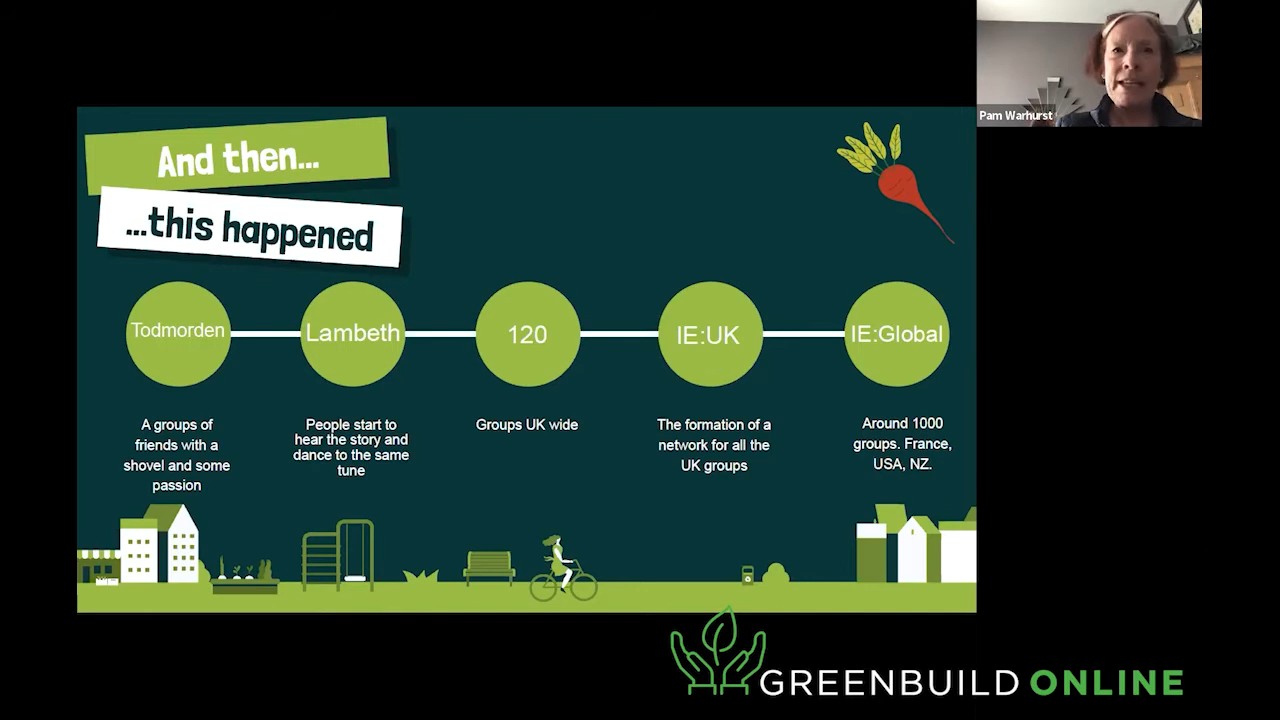 Pam Warhurst
And then...
...this happened
Todmorden
Lambeth
120
IE:UK
IE:Global
A groups of
friends with a
shovel and some
passion
People start to
hear the story and
dance to the same
tune
Groups UK wide
The formation of a
network for all the
UK groups
Around 1000
groups. France,
USA, NZ.
GREENBUILD ONLINE